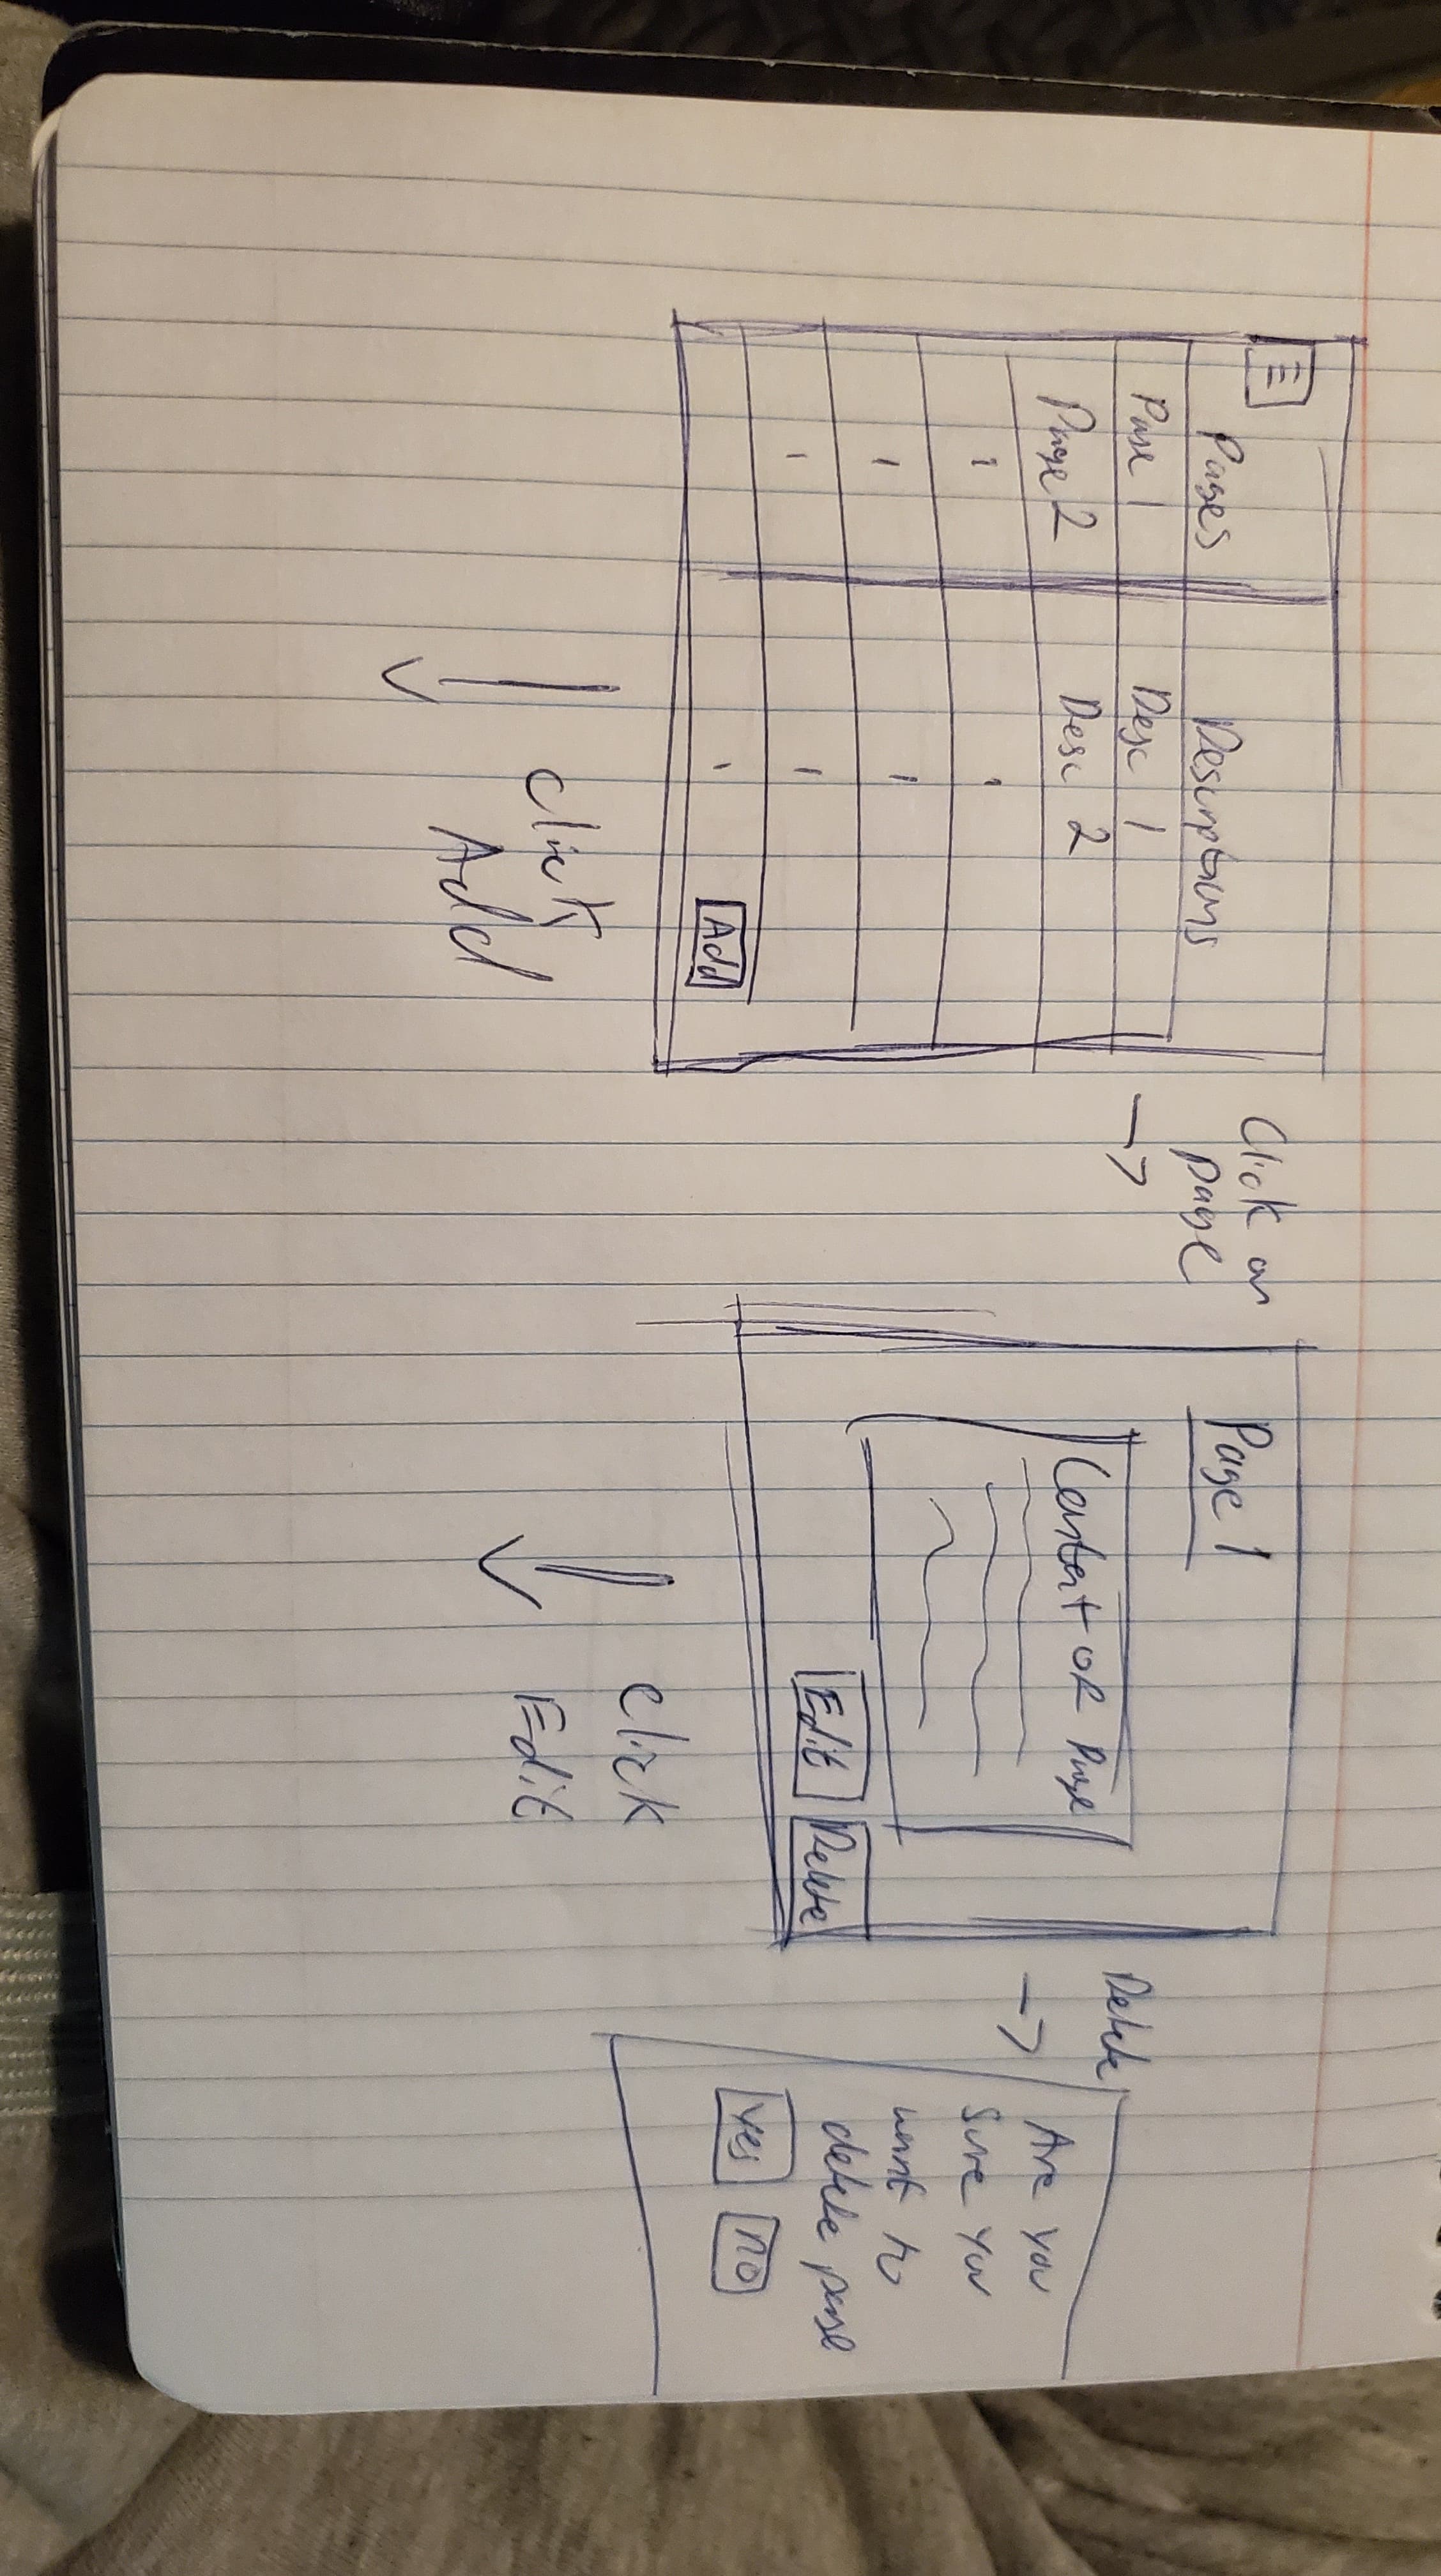 Pages Descriptions
Page 1 Desc 1
Page 2 Desc 2
Add
Click
Add
Click on
page
Page 1
Content OF Page
Edit Delete
Click
Edit
Delete
Are you
Sure you
want to
delete page
yes no